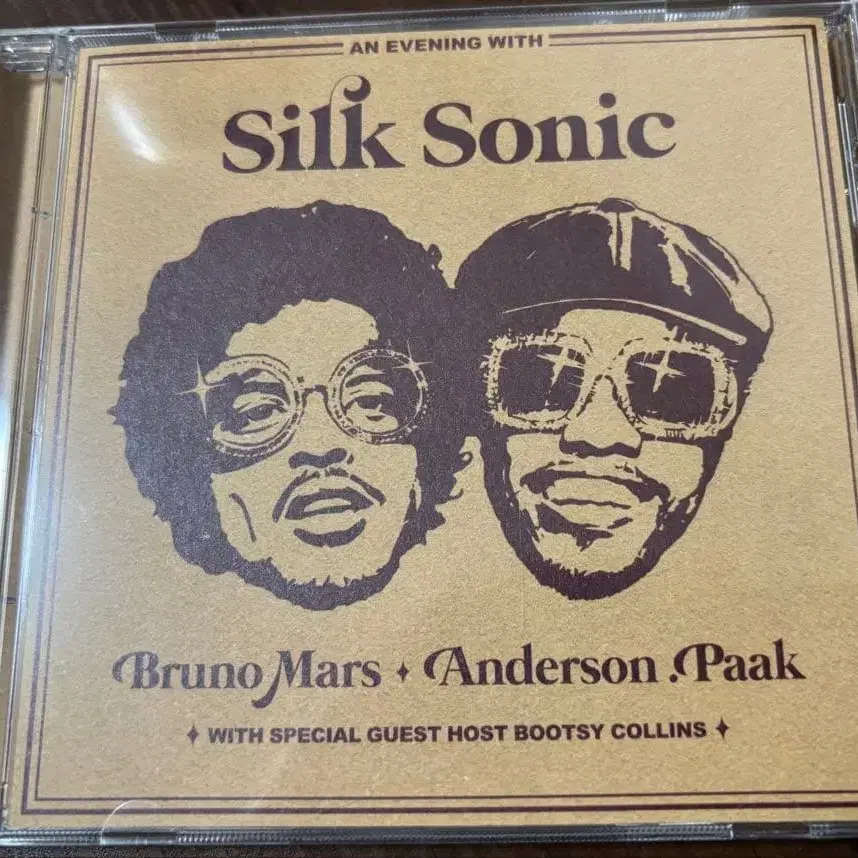 AN EVENING WITH
Silk Sonic
Bruno Mars ✦ Anderson .Paak
✦ WITH SPECIAL GUEST HOST BOOTSY COLLINS ✦